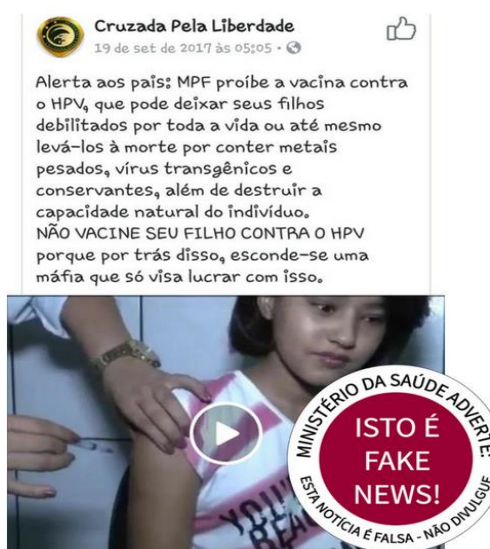 Cruzada Pela Liberdade
19 de set de 2017 às 05:05
Alerta aos pais: MPF proíbe a vacina contra
o HPV, que pode deixar seus filhos
debilitados por toda a vida ou até mesmo
levá-los à morte por conter metais
pesados, vírus transgênicos e
conservantes, além de destruir a
capacidade natural do indivíduo.
NÃO VACINE SEU FILHO CONTRA O HPV
porque por trás disso, esconde-se uma
máfia que só visa lucrar com isso.
MINISTÉRIO DA SAÚDE ADVERTE:
ISTO É
FAKE
NEWS!
ESTA NOTÍCIA É FALSA - NÃO DIVULGUE